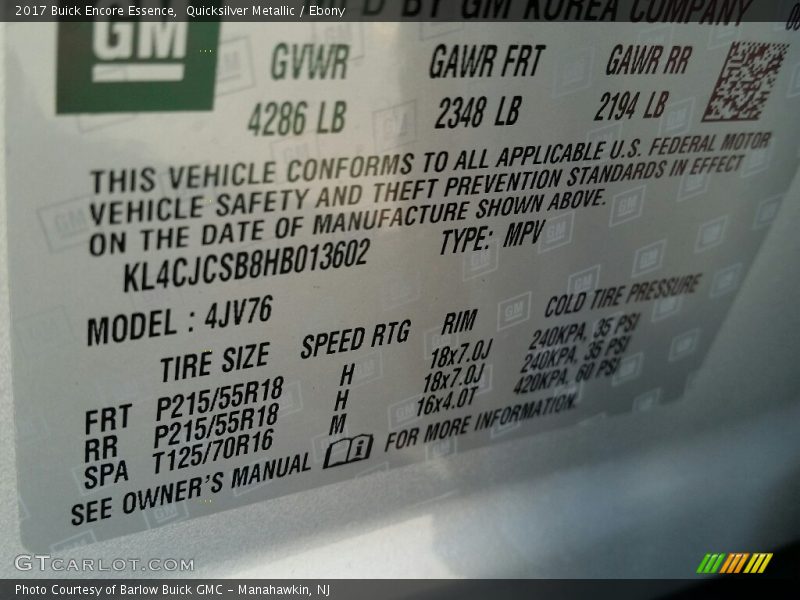 2017 Buick Encore Essence,  Quicksilver Metallic / Ebony
D BY GM KOREA COMPANY
GM
GVWR GAWR FRT GAWR RR
4286 LB 2348 LB 2194 LB
THIS VEHICLE CONFORMS TO ALL APPLICABLE U.S. FEDERAL MOTOR
VEHICLE SAFETY AND THEFT PREVENTION STANDARDS IN EFFECT
ON THE DATE OF MANUFACTURE SHOWN ABOVE.
KL4CJCSB8HB013602 TYPE: MPV
MODEL : 4JV76
TIRE SIZE SPEED RTG RIM COLD TIRE PRESSURE
FRT P215/55R18 H 18x7.0J 240KPA, 35 PSI
RR P215/55R18 H 18x7.0J 240KPA, 35 PSI
SPA T125/70R16 M 16x4.0T 420KPA, 60 PSI
SEE OWNER'S MANUAL FOR MORE INFORMATION.
GTCARLOT.COM
Photo Courtesy of Barlow Buick GMC - Manahawkin, NJ